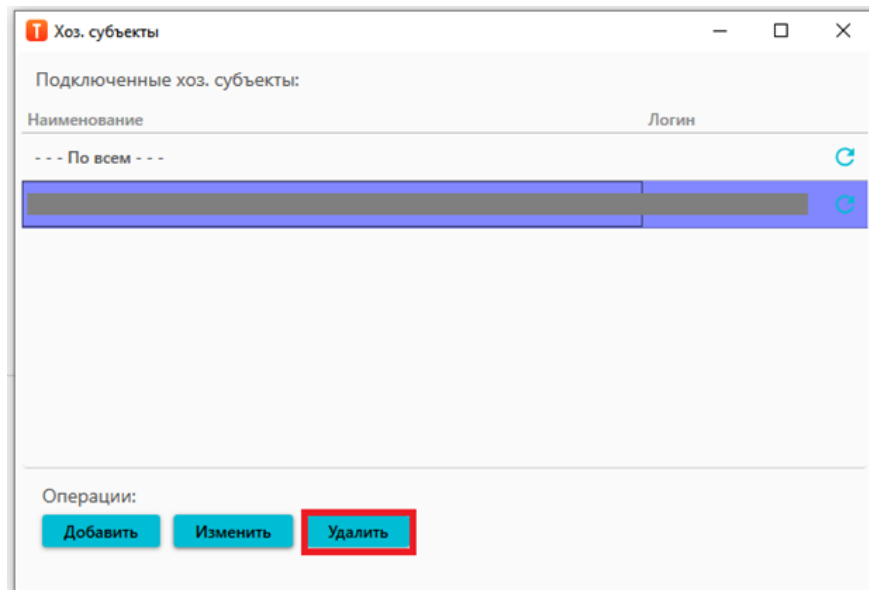 T Хоз. субъекты
Подключенные хоз. субъекты:
Наименование Логин
- - - По всем - - -
Операции:
Добавить Изменить Удалить